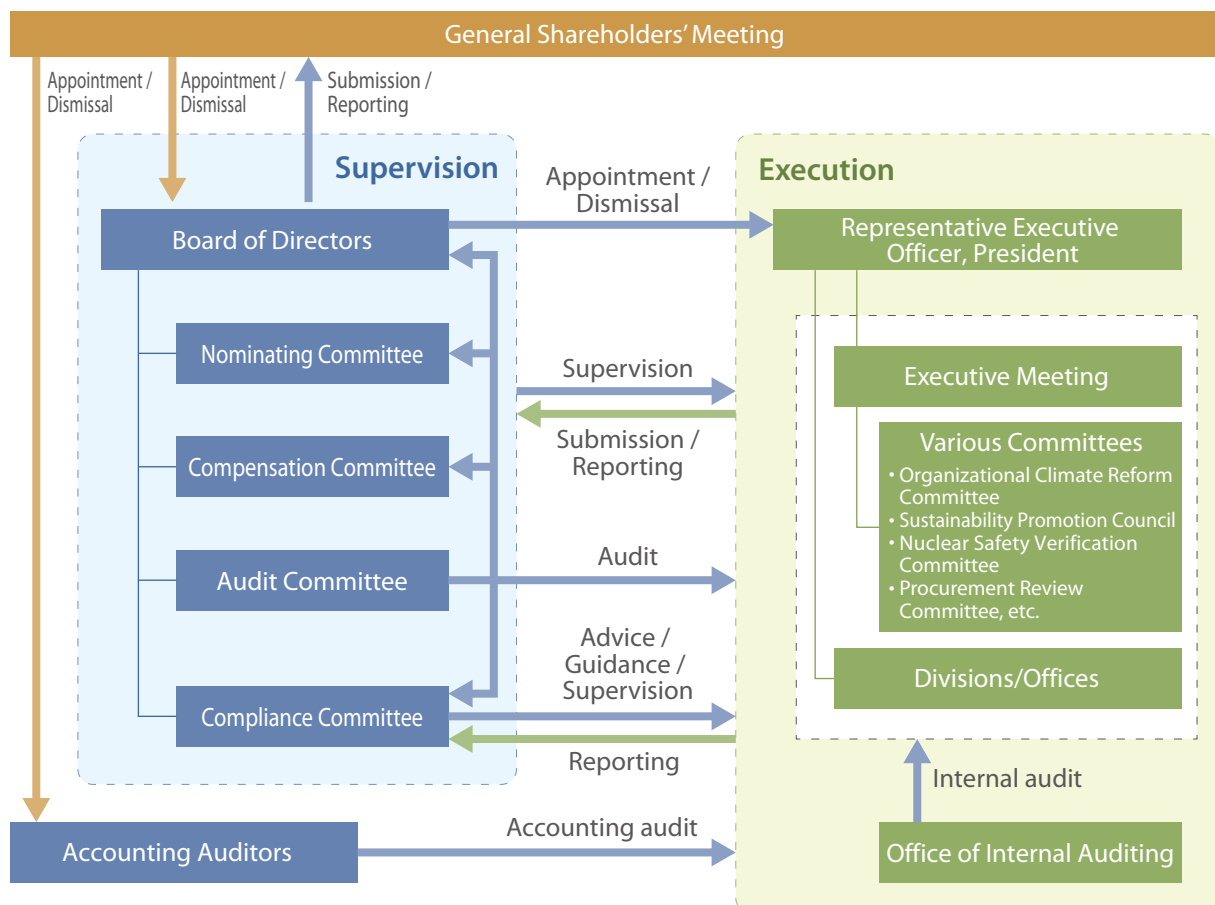 General Shareholders' Meeting
Appointment /
Dismissal
Appointment /
Dismissal
Submission /
Reporting
Supervision
Board of Directors
Nominating Committee
Compensation Committee
Audit Committee
Compliance Committee
Appointment /
Dismissal
Supervision
Submission /
Reporting
Audit
Advice /
Guidance /
Supervision
Reporting
Execution
Representative Executive
Officer, President
Executive Meeting
Various Committees
• Organizational Climate Reform
Committee
• Sustainability Promotion Council
• Nuclear Safety Verification
Committee
• Procurement Review
Committee, etc.
Divisions/Offices
Internal audit
Accounting Auditors
Accounting audit
Office of Internal Auditing